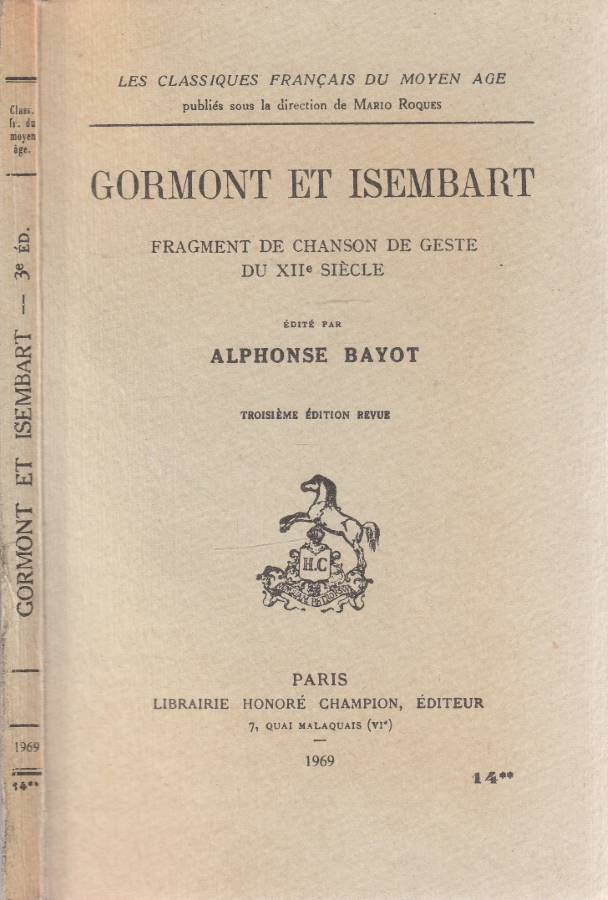 Class.
fr. du
moyen
âge.
GORMONT ET ISEMBART — 3e ÉD.
1969
14**
LES CLASSIQUES FRANÇAIS DU MOYEN AGE
publiés sous la direction de MARIO ROQUES
GORMONT ET ISEMBART
FRAGMENT DE CHANSON DE GESTE
DU XIIe SIÈCLE
ÉDITÉ PAR
ALPHONSE BAYOT
TROISIÈME ÉDITION REVUE
H.C
PARIS
LIBRAIRIE HONORÉ CHAMPION, ÉDITEUR
7, QUAI MALAQUAIS (VIe)
1969
14**